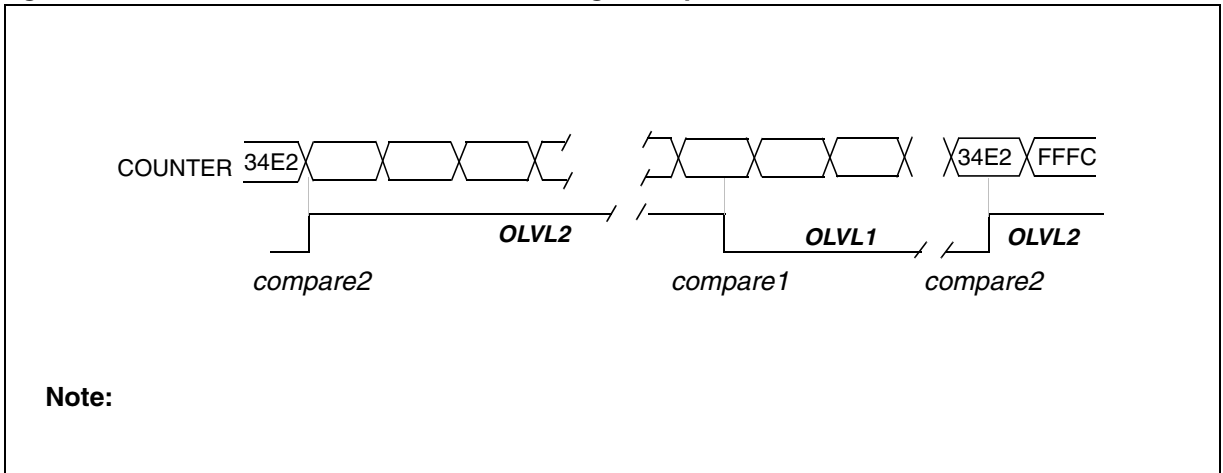 COUNTER 34E2 34E2 FFFC
OLVL2 OLVL1 OLVL2
compare2 compare1 compare2
Note: